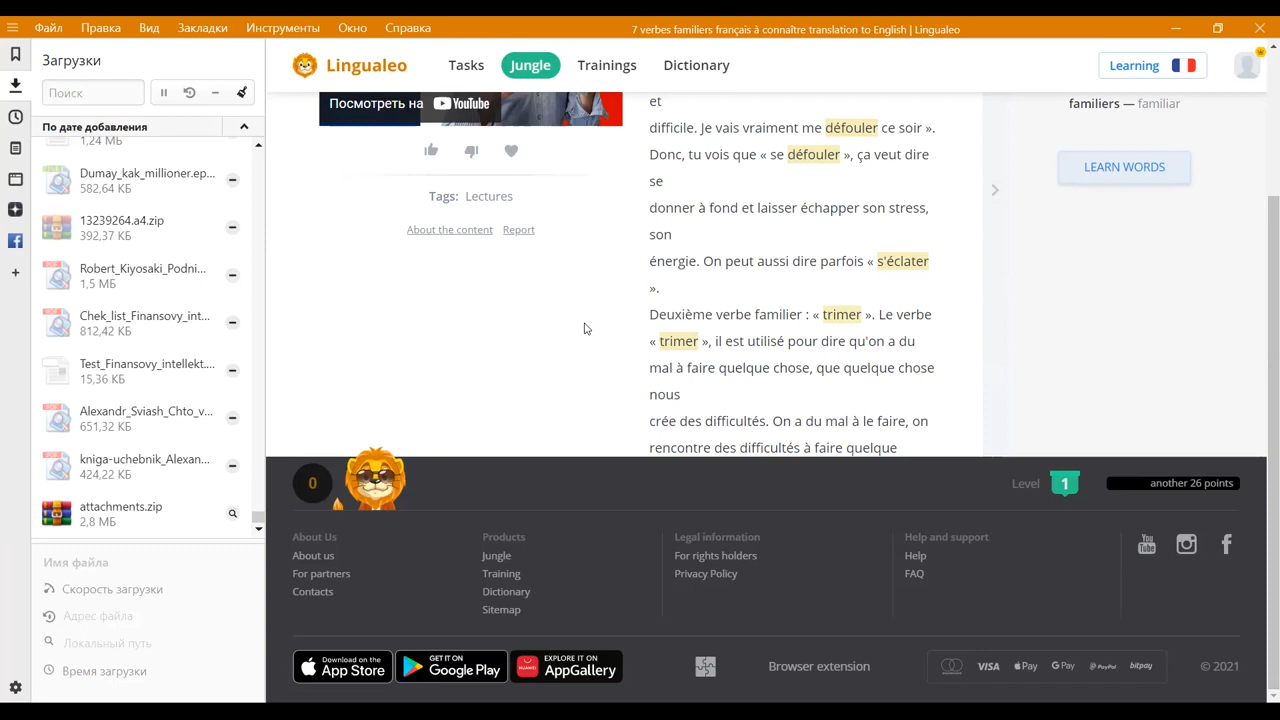 Файл Правка Вид Закладки Инструменты Окно Справка
7 verbes familiers français à connaître translation to English | Lingualeo
Загрузки
Поиск
По дате добавления
1,24 МБ
Dumay_kak_millioner.ep...
582,64 КБ
13239264.a4.zip
392,37 КБ
Robert_Kiyosaki_Podni...
1,5 МБ
Chek_list_Finansovy_int...
812,42 КБ
Test_Finansovy_intellekt....
15,36 КБ
Alexandr_Sviash_Chto_v...
651,32 КБ
kniga-uchebnik_Alexan...
424,22 КБ
attachments.zip
2,8 МБ
Имя файла
Скорость загрузки
Адрес файла
Локальный путь
Время загрузки
Lingualeo
Tasks Jungle Trainings Dictionary
Learning
Посмотреть на YouTube
Tags: Lectures
About the content Report
et
difficile. Je vais vraiment me défouler ce soir ».
Donc, tu vois que « se défouler », ça veut dire
se
donner à fond et laisser échapper son stress,
son
énergie. On peut aussi dire parfois « s'éclater
».
Deuxième verbe familier : « trimer ». Le verbe
« trimer », il est utilisé pour dire qu'on a du
mal à faire quelque chose, que quelque chose
nous
crée des difficultés. On a du mal à le faire, on
rencontre des difficultés à faire quelque
familiers — familiar
LEARN WORDS
0
Level 1 another 26 points
About Us
About us
For partners
Contacts
Products
Jungle
Training
Dictionary
Sitemap
Legal information
For rights holders
Privacy Policy
Help and support
Help
FAQ
You Tube
Download on the
App Store
GET IT ON
Google Play
EXPLORE IT ON
AppGallery
Browser extension
VISA Pay G Pay PayPal bitpay
© 2021